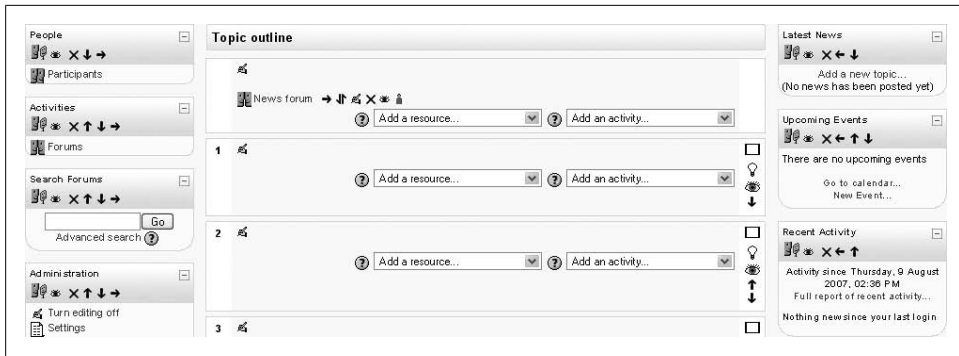 People
Participants
Activities
Forums
Search Forums
Go
Advanced search ?
Administration
Turn editing off
Settings
Topic outline
News forum
? Add a resource... ? Add an activity...
1
? Add a resource... ? Add an activity...
2
? Add a resource... ? Add an activity...
3
Latest News
Add a new topic...
(No news has been posted yet)
Upcoming Events
There are no upcoming events
Go to calendar...
New Event...
Recent Activity
Activity since Thursday, 9 August
2007, 02:36 PM
Full report of recent activity...
Nothing new since your last login